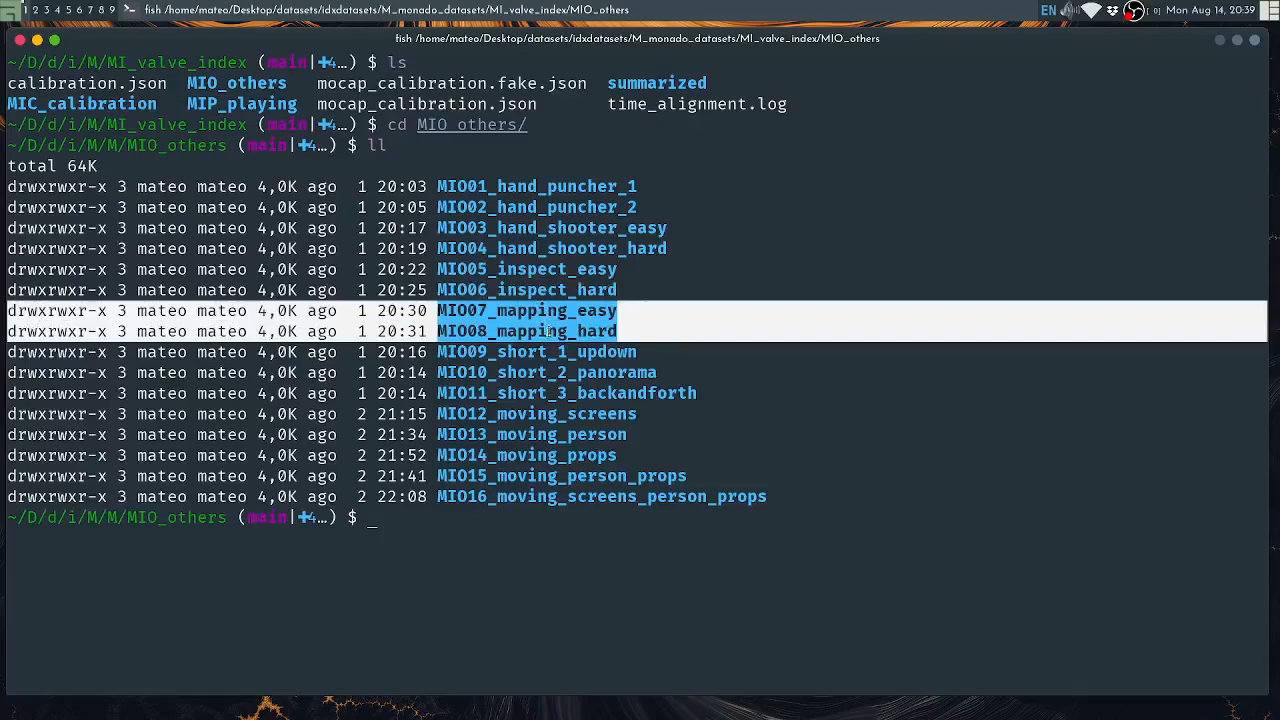 1 2 3 4 5 6 7 8 9 fish /home/mateo/Desktop/datasets/idxdatasets/M_monado_datasets/MI_valve_index/MIO_others EN Mon Aug 14, 20:39
fish /home/mateo/Desktop/datasets/idxdatasets/M_monado_datasets/MI_valve_index/MIO_others
~/D/d/i/M/MI_valve_index (main|✚4…) $ ls
calibration.json MIO_others mocap_calibration.fake.json summarized
MIC_calibration MIP_playing mocap_calibration.json time_alignment.log
~/D/d/i/M/MI_valve_index (main|✚4…) $ cd MIO_others/
~/D/d/i/M/M/MIO_others (main|✚4…) $ ll
total 64K
drwxrwxr-x 3 mateo mateo 4,0K ago 1 20:03 MIO01_hand_puncher_1
drwxrwxr-x 3 mateo mateo 4,0K ago 1 20:05 MIO02_hand_puncher_2
drwxrwxr-x 3 mateo mateo 4,0K ago 1 20:17 MIO03_hand_shooter_easy
drwxrwxr-x 3 mateo mateo 4,0K ago 1 20:19 MIO04_hand_shooter_hard
drwxrwxr-x 3 mateo mateo 4,0K ago 1 20:22 MIO05_inspect_easy
drwxrwxr-x 3 mateo mateo 4,0K ago 1 20:25 MIO06_inspect_hard
drwxrwxr-x 3 mateo mateo 4,0K ago 1 20:30 MIO07_mapping_easy
drwxrwxr-x 3 mateo mateo 4,0K ago 1 20:31 MIO08_mapping_hard
drwxrwxr-x 3 mateo mateo 4,0K ago 1 20:16 MIO09_short_1_updown
drwxrwxr-x 3 mateo mateo 4,0K ago 1 20:14 MIO10_short_2_panorama
drwxrwxr-x 3 mateo mateo 4,0K ago 1 20:14 MIO11_short_3_backandforth
drwxrwxr-x 3 mateo mateo 4,0K ago 2 21:15 MIO12_moving_screens
drwxrwxr-x 3 mateo mateo 4,0K ago 2 21:34 MIO13_moving_person
drwxrwxr-x 3 mateo mateo 4,0K ago 2 21:52 MIO14_moving_props
drwxrwxr-x 3 mateo mateo 4,0K ago 2 21:41 MIO15_moving_person_props
drwxrwxr-x 3 mateo mateo 4,0K ago 2 22:08 MIO16_moving_screens_person_props
~/D/d/i/M/M/MIO_others (main|✚4…) $ _